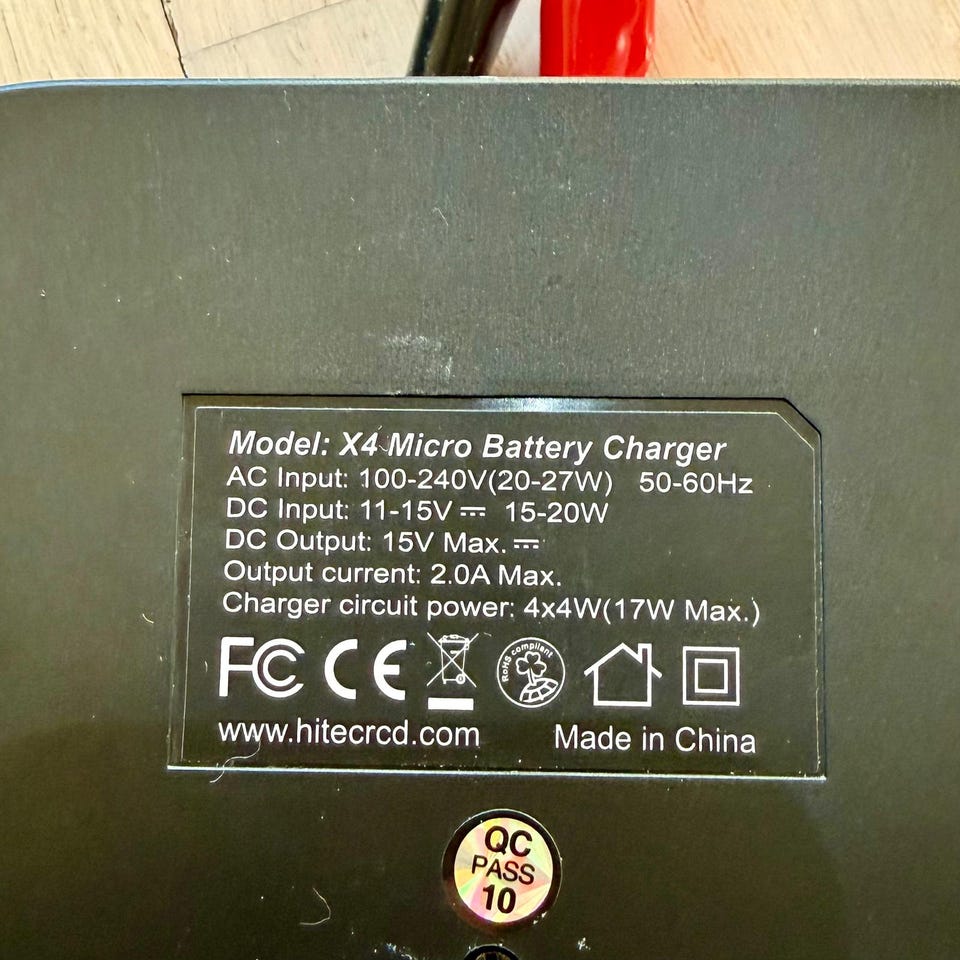 Model: X4 Micro Battery Charger
AC Input: 100-240V(20-27W) 50-60Hz
DC Input: 11-15V⎓ 15-20W
DC Output: 15V Max.⎓
Output current: 2.0A Max.
Charger circuit power: 4x4W(17W Max.)
FC CE RoHS compliant
www.hitecrcd.com Made in China
QC
PASS
10